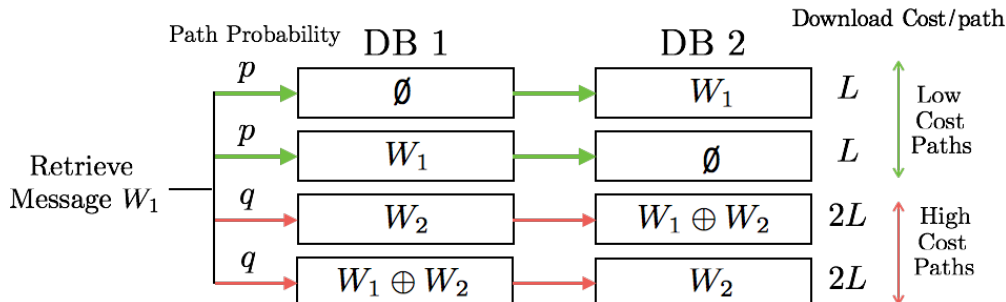 Path Probability DB 1 DB 2 Download Cost/path
p ∅ W₁ L
p W₁ ∅ L
Low
Cost
Paths
Retrieve
Message W₁
q W₂ W₁ ⊕ W₂ 2L
q W₁ ⊕ W₂ W₂ 2L
High
Cost
Paths